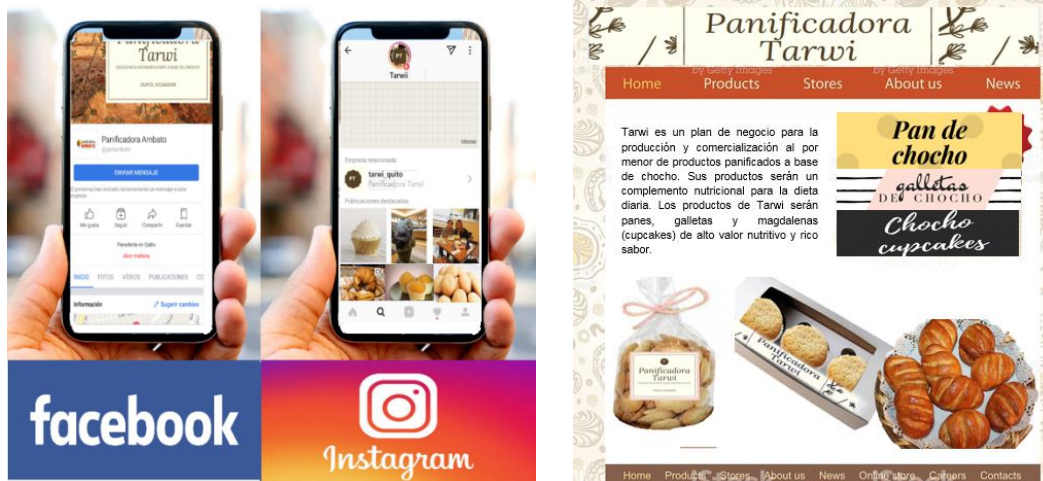 Panificadora
Tarwi
QUITO, ECUADOR
Panificadora Ambato
ENVIAR MENSAJE
Me gusta Seguir Compartir Guardar
Panadería en Quito
Abre mañana
INICIO FOTOS VÍDEOS PUBLICACIONES CO
Información Sugerir cambios
facebook
PT
Tarwii
Empresa relacionada
PT
tarwi_quito
Panificadora Tarwi
Publicaciones destacadas
Instagram
Panificadora
Tarwi
by Getty Images by Getty Images
Home Products Stores About us News
Tarwi es un plan de negocio para la
producción y comercialización al por
menor de productos panificados a base
de chocho. Sus productos serán un
complemento nutricional para la dieta
diaria. Los productos de Tarwi serán
panes, galletas y magdalenas
(cupcakes) de alto valor nutritivo y rico
sabor.
Pan de
chocho
galletas
DE CHOCHO
Chocho
cupcakes
Panificadora
Tarwi
Panificadora
Tarwi
Home Products Stores About us News Online store Careers Contacts